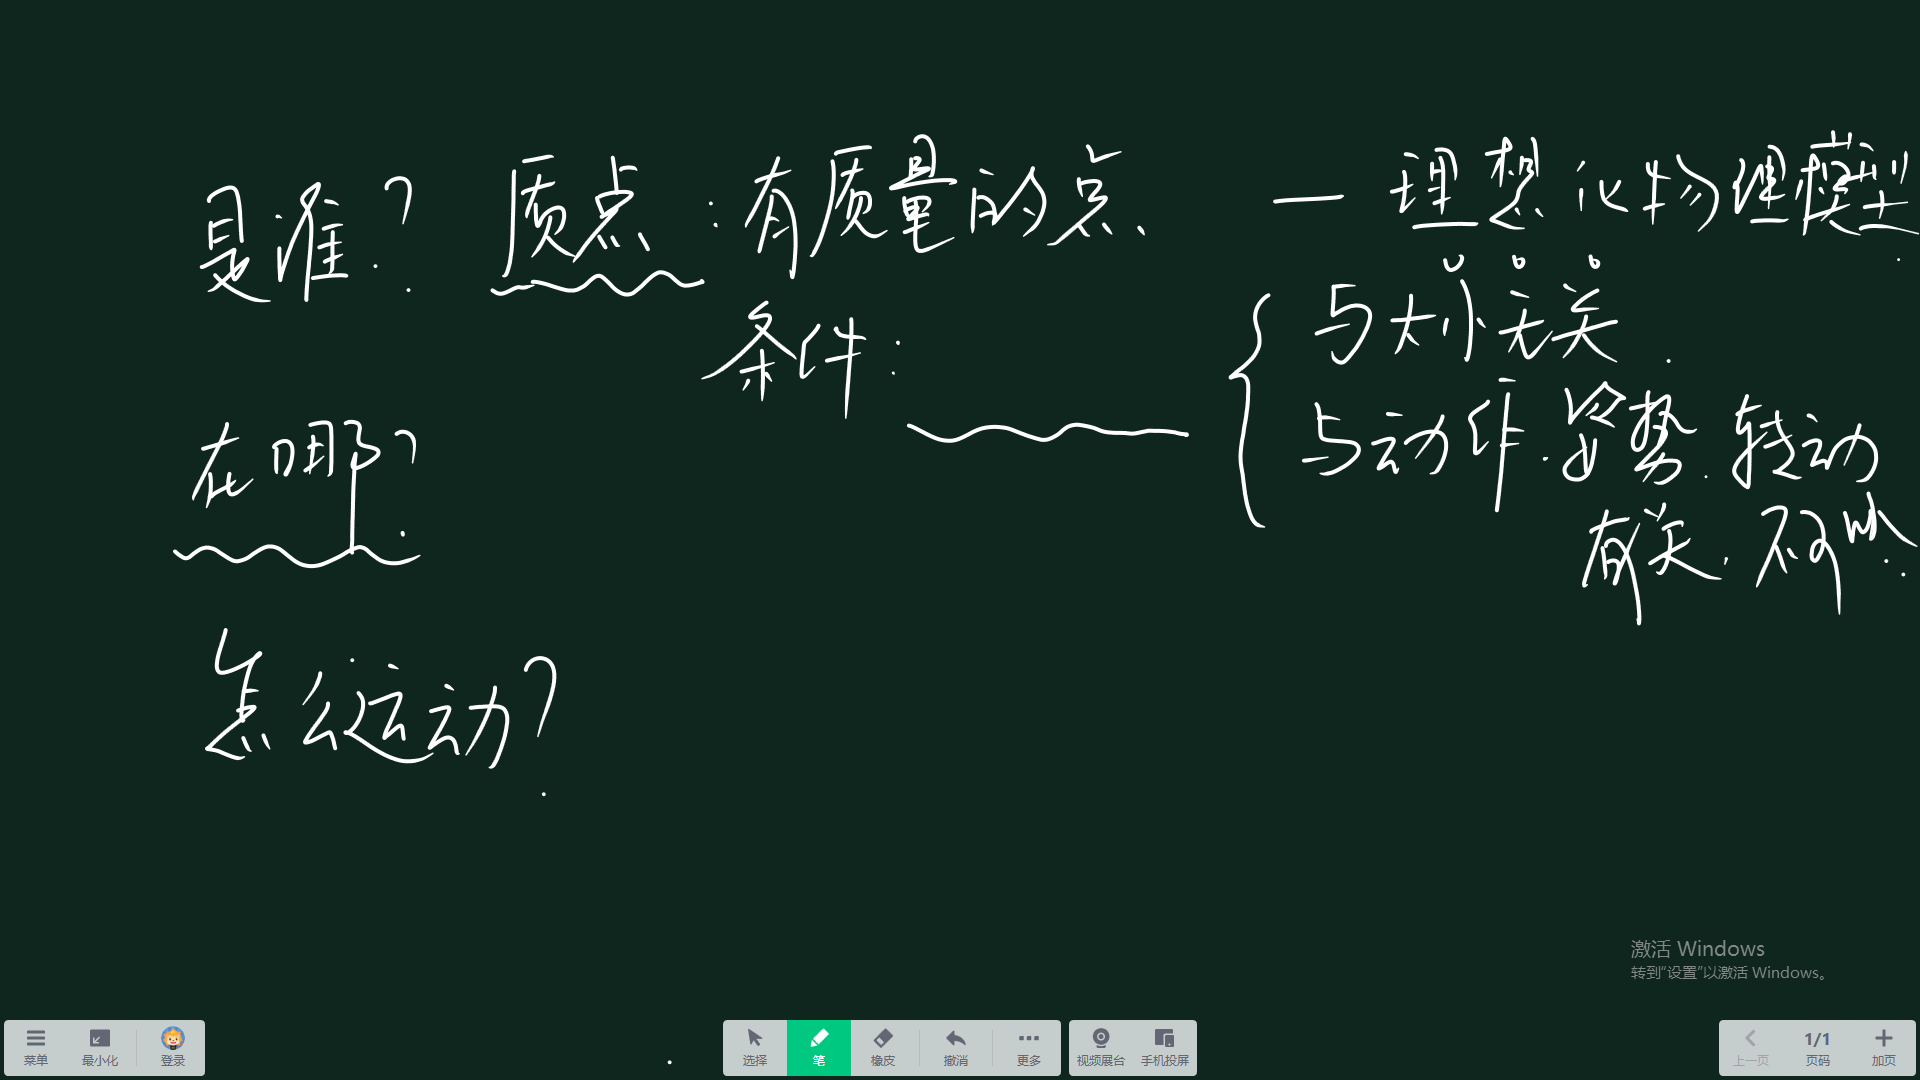 是谁? 质点:有质量的点、 — 理想化物理模型.
条件: 与大小无关.
在哪? 与动作.姿势.转动
有关,不可以.
怎么运动?
激活 Windows
转到“设置”以激活 Windows。
菜单 最小化 登录 选择 笔 橡皮 撤消 更多 视频展台 手机投屏 上一页 1/1 页码 加页